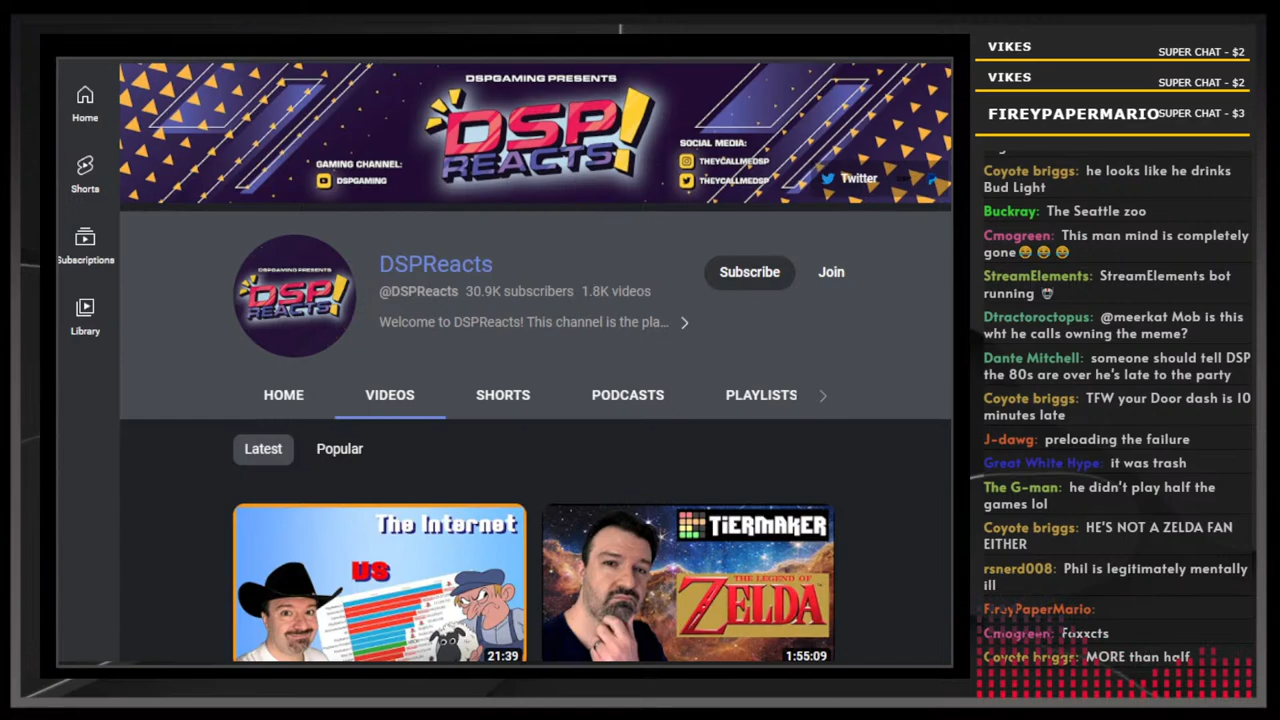 DSPGAMING PRESENTS
DSP
REACTS!
GAMING CHANNEL:
DSPGAMING
SOCIAL MEDIA:
THEYCALLMEDSP
THEYCALLMEDSP
Twitter
Home
Shorts
Subscriptions
Library
DSPGAMING PRESENTS
DSP
REACTS!
DSPReacts
@DSPReacts 30.9K subscribers 1.8K videos
Welcome to DSPReacts! This channel is the pla...
Subscribe
Join
HOME
VIDEOS
SHORTS
PODCASTS
PLAYLISTS
Latest
Popular
The Internet
US
21:39
TiERMAKER
THE LEGEND OF
ZELDA
1:55:09
VIKES SUPER CHAT - $2
VIKES SUPER CHAT - $2
FIREYPAPERMARIO SUPER CHAT - $3
Coyote briggs: he looks like he drinks
Bud Light
Buckray: The Seattle zoo
Cmogreen: This man mind is completely
gone😂 😂 😂
StreamElements: StreamElements bot
running
Dtractoroctopus: @meerkat Mob is this
wht he calls owning the meme?
Dante Mitchell: someone should tell DSP
the 80s are over he's late to the party
Coyote briggs: TFW your Door dash is 10
minutes late
J-dawg: preloading the failure
Great White Hype: it was trash
The G-man: he didn't play half the
games lol
Coyote briggs: HE'S NOT A ZELDA FAN
EITHER
rsnerd008: Phil is legitimately mentally
ill
FireyPaperMario:
Cmogreen: Faxxcts
Coyote briggs: MORE than half